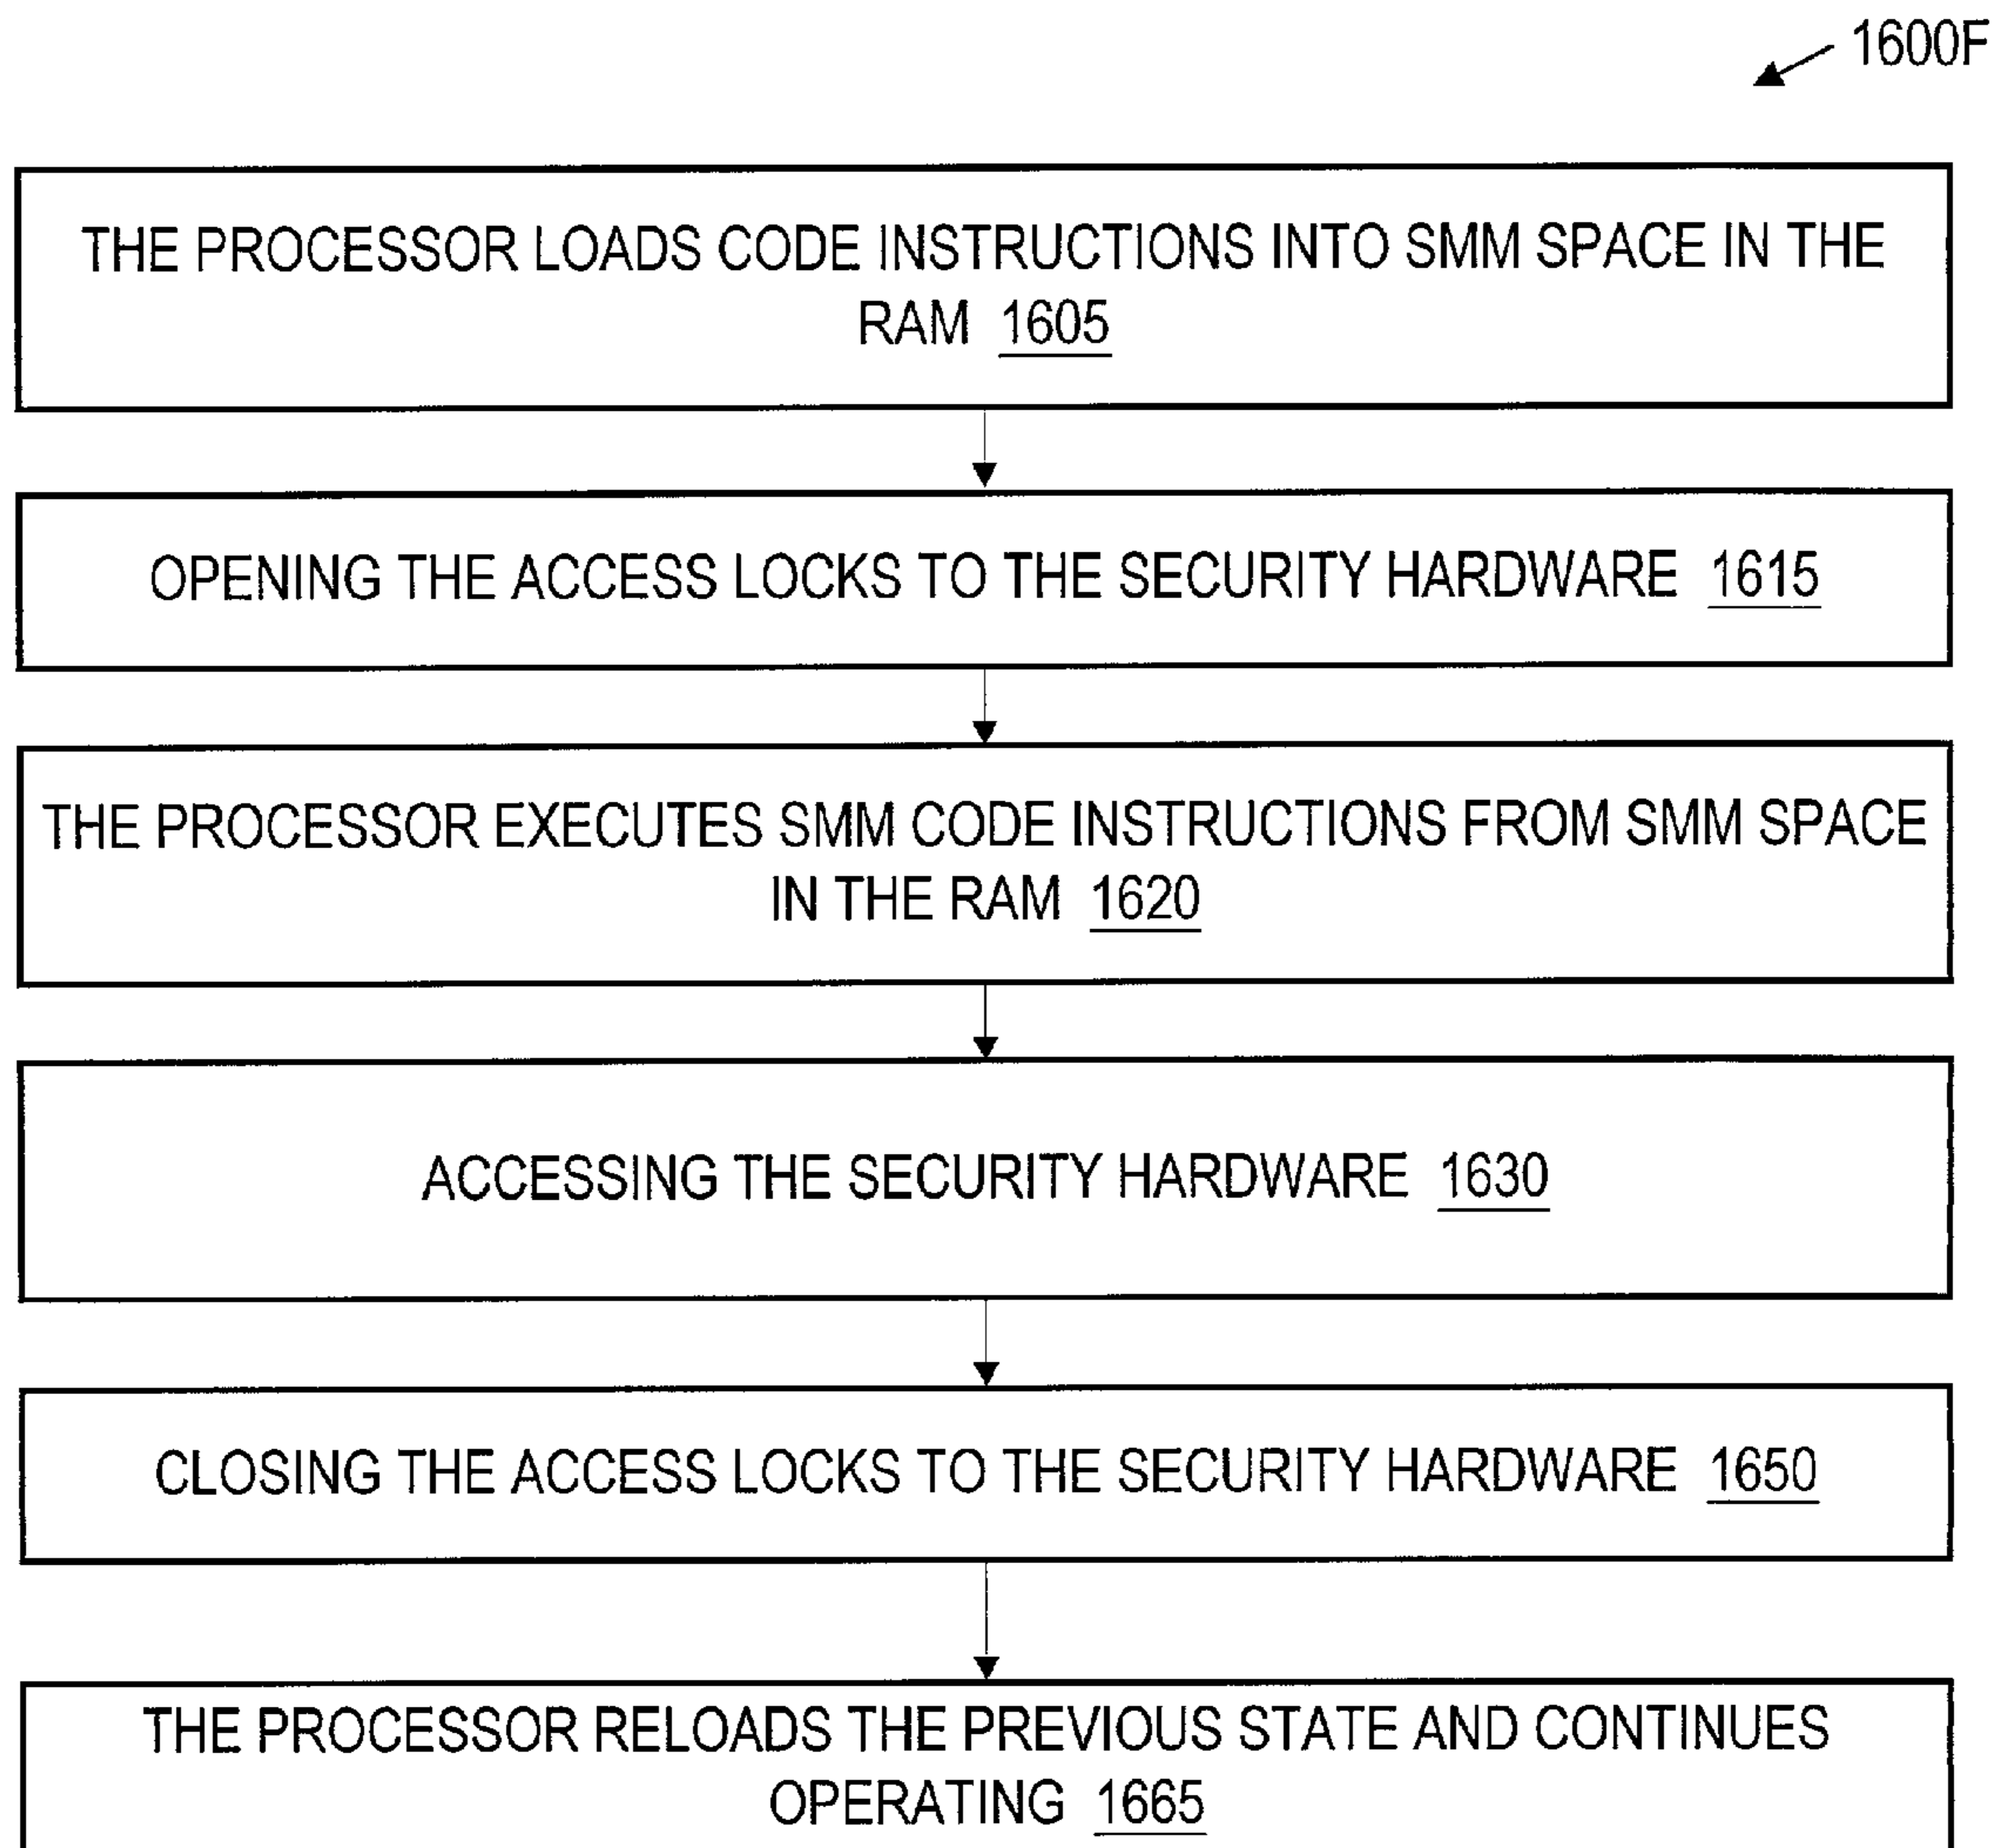 1600F
THE PROCESSOR LOADS CODE INSTRUCTIONS INTO SMM SPACE IN THE
RAM 1605
OPENING THE ACCESS LOCKS TO THE SECURITY HARDWARE 1615
THE PROCESSOR EXECUTES SMM CODE INSTRUCTIONS FROM SMM SPACE
IN THE RAM 1620
ACCESSING THE SECURITY HARDWARE 1630
CLOSING THE ACCESS LOCKS TO THE SECURITY HARDWARE 1650
THE PROCESSOR RELOADS THE PREVIOUS STATE AND CONTINUES
OPERATING 1665